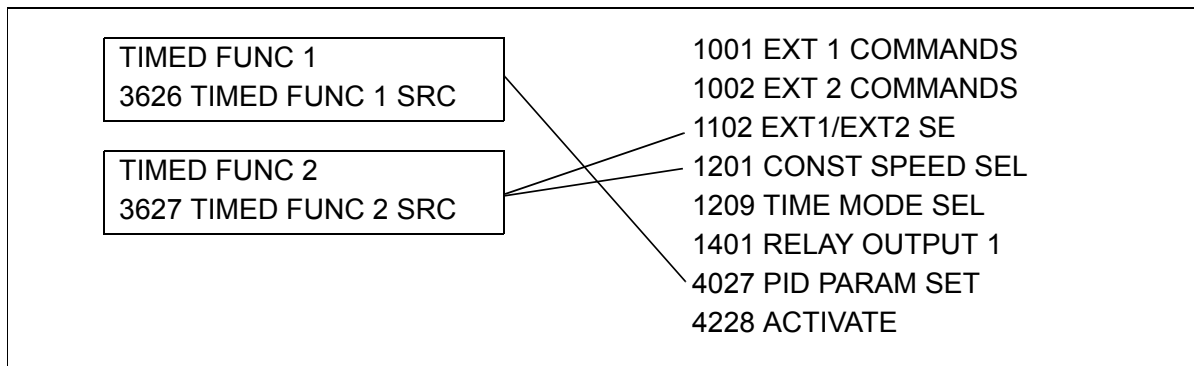 TIMED FUNC 1
3626 TIMED FUNC 1 SRC
TIMED FUNC 2
3627 TIMED FUNC 2 SRC
1001 EXT 1 COMMANDS
1002 EXT 2 COMMANDS
1102 EXT1/EXT2 SE
1201 CONST SPEED SEL
1209 TIME MODE SEL
1401 RELAY OUTPUT 1
4027 PID PARAM SET
4228 ACTIVATE